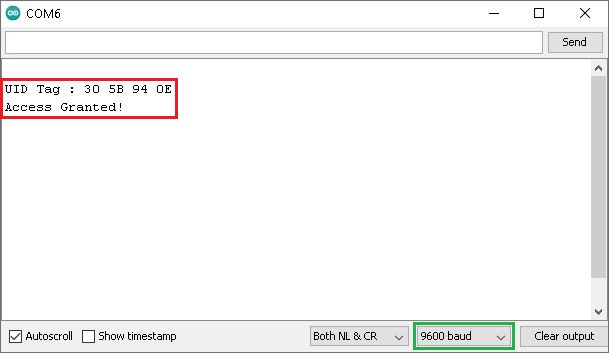 COM6
Send
UID Tag : 30 5B 94 0E
Access Granted!
Autoscroll
Show timestamp
Both NL & CR
9600 baud
Clear output